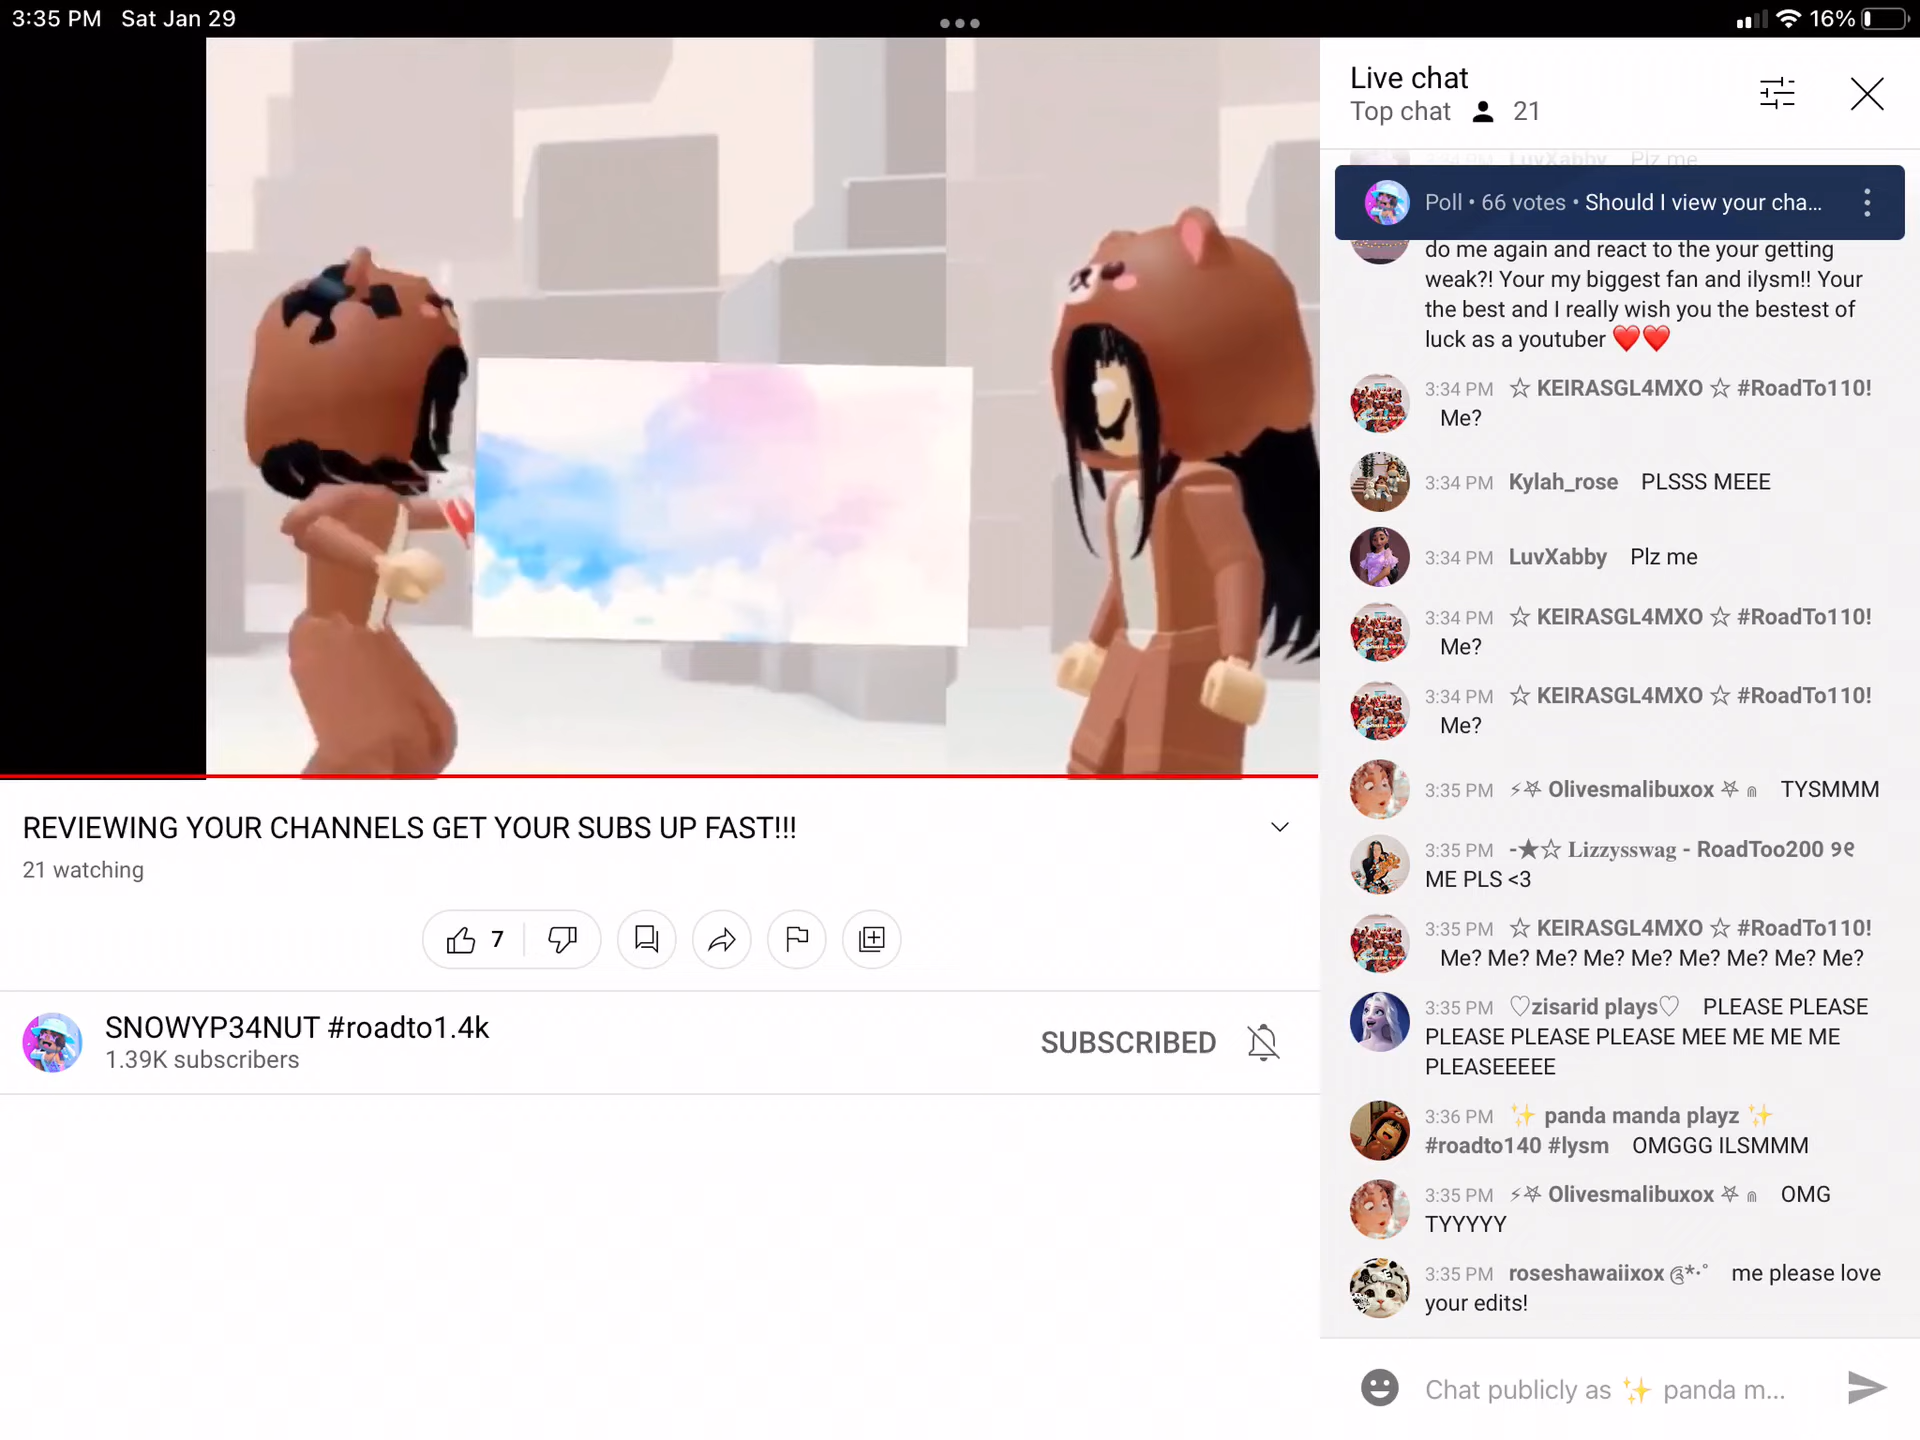 3:35 PM Sat Jan 29
16%
Live chat
Top chat 21
LuvXabby Plz me
Poll • 66 votes • Should I view your cha...
do me again and react to the your getting
weak?! Your my biggest fan and ilysm!! Your
the best and I really wish you the bestest of
luck as a youtuber ❤️❤️
3:34 PM ☆ KEIRASGL4MXO ☆ #RoadTo110!
Me?
3:34 PM Kylah_rose PLSSS MEEE
3:34 PM LuvXabby Plz me
3:34 PM ☆ KEIRASGL4MXO ☆ #RoadTo110!
Me?
3:34 PM ☆ KEIRASGL4MXO ☆ #RoadTo110!
Me?
3:35 PM ⚡︎⛧ Olivesmalibuxox ⛧ ⍝ TYSMMM
3:35 PM -★☆ Lizzysswag - RoadToo200 ୨୧
ME PLS <3
3:35 PM ☆ KEIRASGL4MXO ☆ #RoadTo110!
Me? Me? Me? Me? Me? Me? Me? Me? Me?
3:35 PM ♡zisarid plays♡ PLEASE PLEASE
PLEASE PLEASE PLEASE MEE ME ME ME
PLEASEEEEE
3:36 PM ✨ panda manda playz ✨
#roadto140 #lysm OMGGG ILSMMM
3:35 PM ⚡︎⛧ Olivesmalibuxox ⛧ ⍝ OMG
TYYYYY
3:35 PM roseshawaiixox ༊*·˚ me please love
your edits!
Chat publicly as ✨ panda m...
REVIEWING YOUR CHANNELS GET YOUR SUBS UP FAST!!!
21 watching
7
SNOWYP34NUT #roadto1.4k
1.39K subscribers
SUBSCRIBED